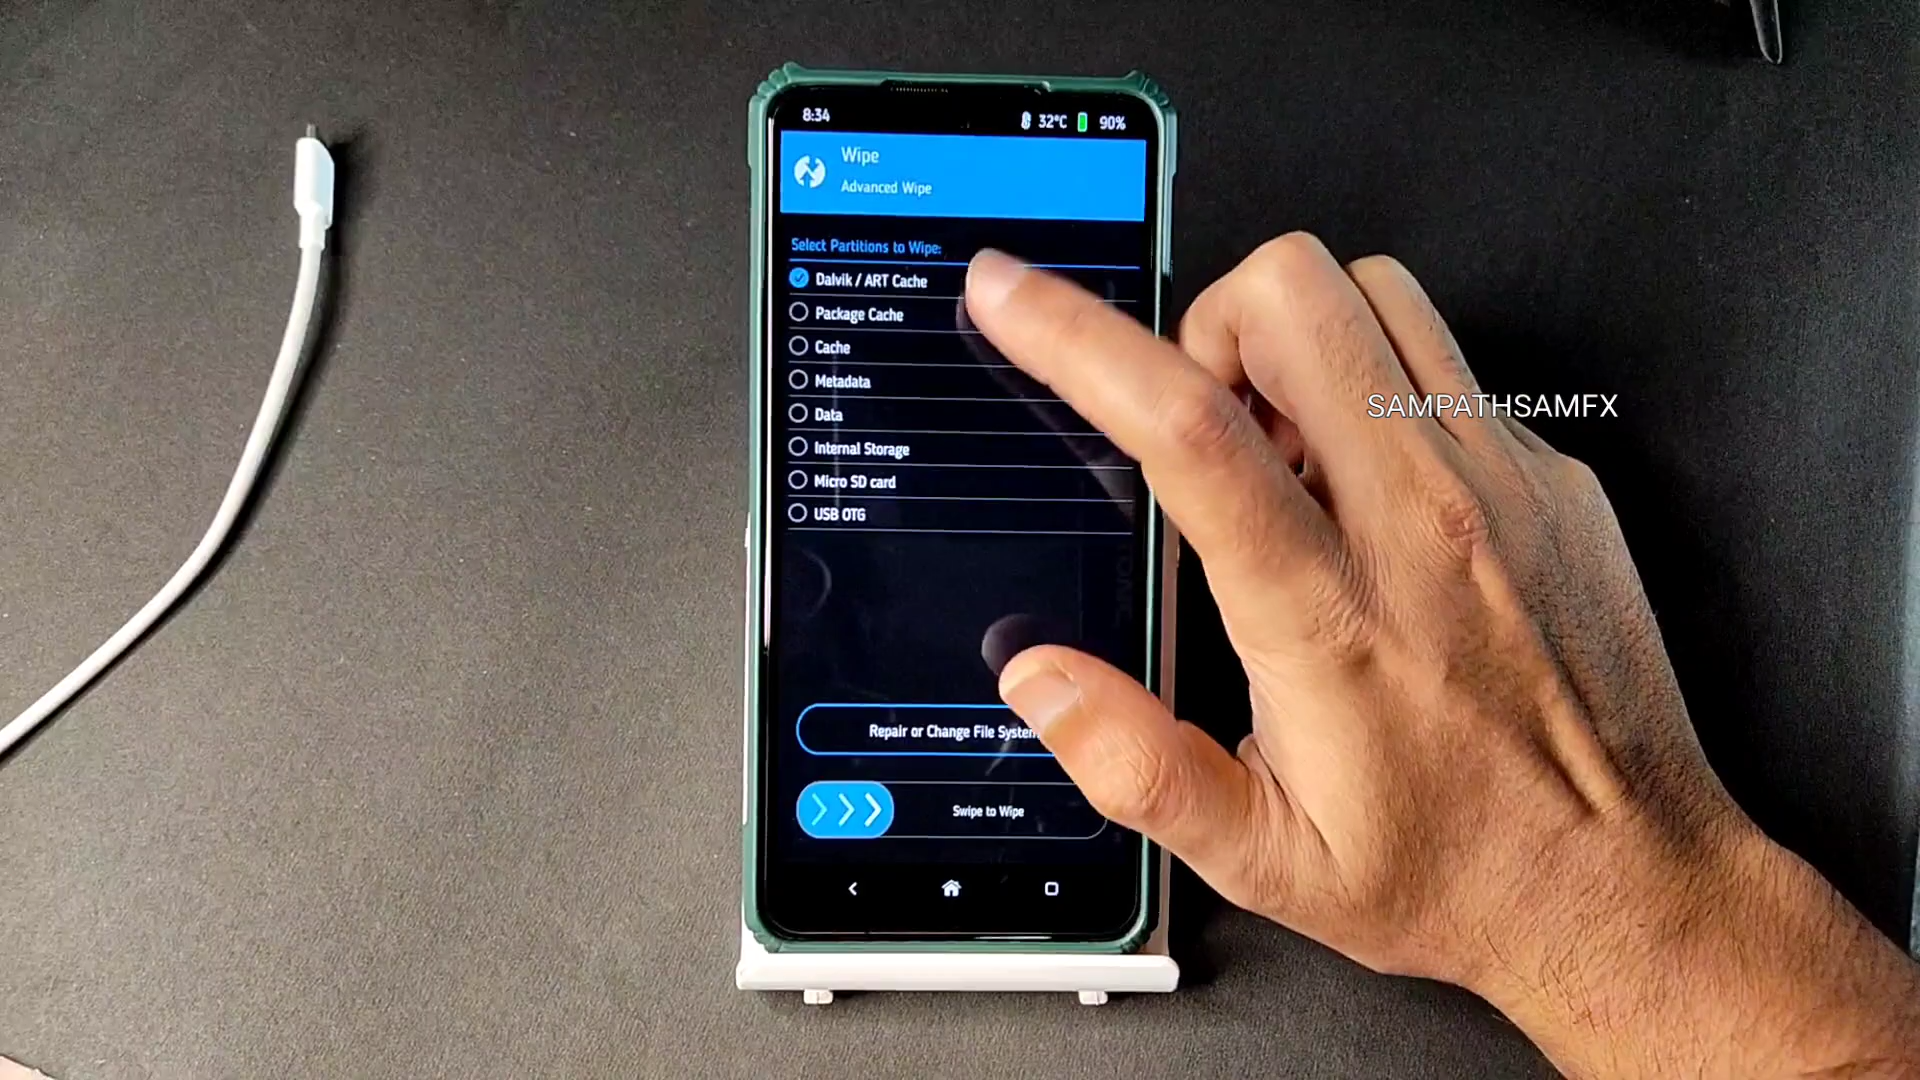 8:34
32°C 90%
Wipe
Advanced Wipe
Select Partitions to Wipe:
Dalvik / ART Cache
Package Cache
Cache
Metadata
Data
Internal Storage
Micro SD card
USB OTG
Repair or Change File System
Swipe to Wipe
SAMPATHSAMFX